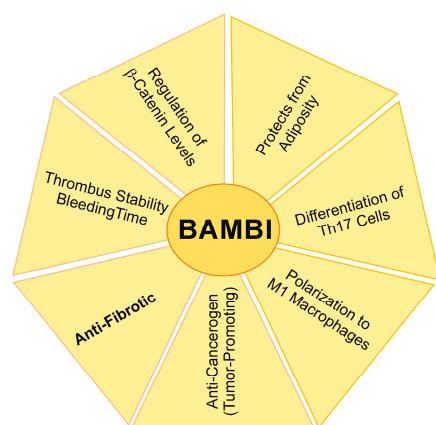 Regulation of
β-Catenin Levels
Protects from
Adiposity
Thrombus Stability
BleedingTime
Differentiation of
Th17 Cells
BAMBI
Anti-Fibrotic
Anti-Cancerogen
(Tumor-Promoting)
Polarization to
M1 Macrophages